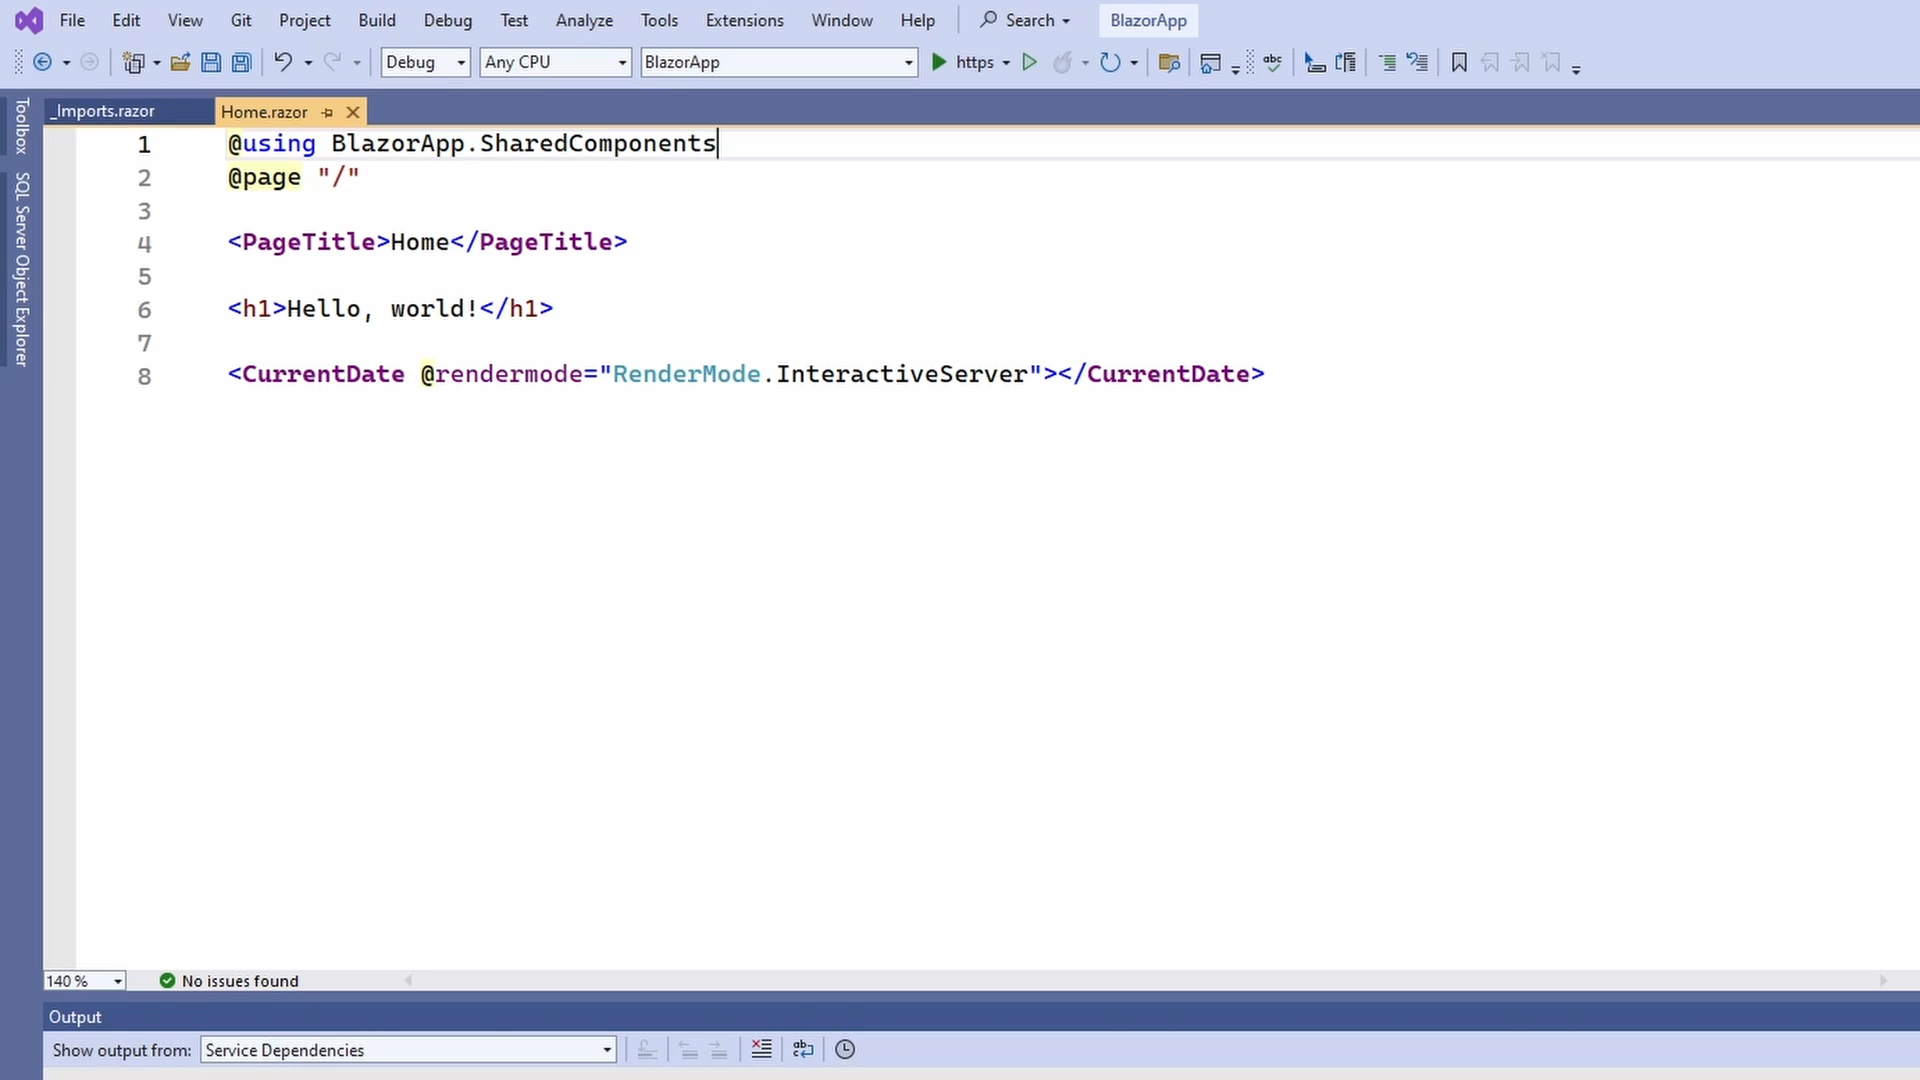 File Edit View Git Project Build Debug Test Analyze Tools Extensions Window Help Search BlazorApp
Debug Any CPU BlazorApp https
Toolbox
SQL Server Object Explorer
_Imports.razor Home.razor
1 @using BlazorApp.SharedComponents
2 @page "/"
3
4 <PageTitle>Home</PageTitle>
5
6 <h1>Hello, world!</h1>
7
8 <CurrentDate @rendermode="RenderMode.InteractiveServer"></CurrentDate>
140 % No issues found
Output
Show output from: Service Dependencies